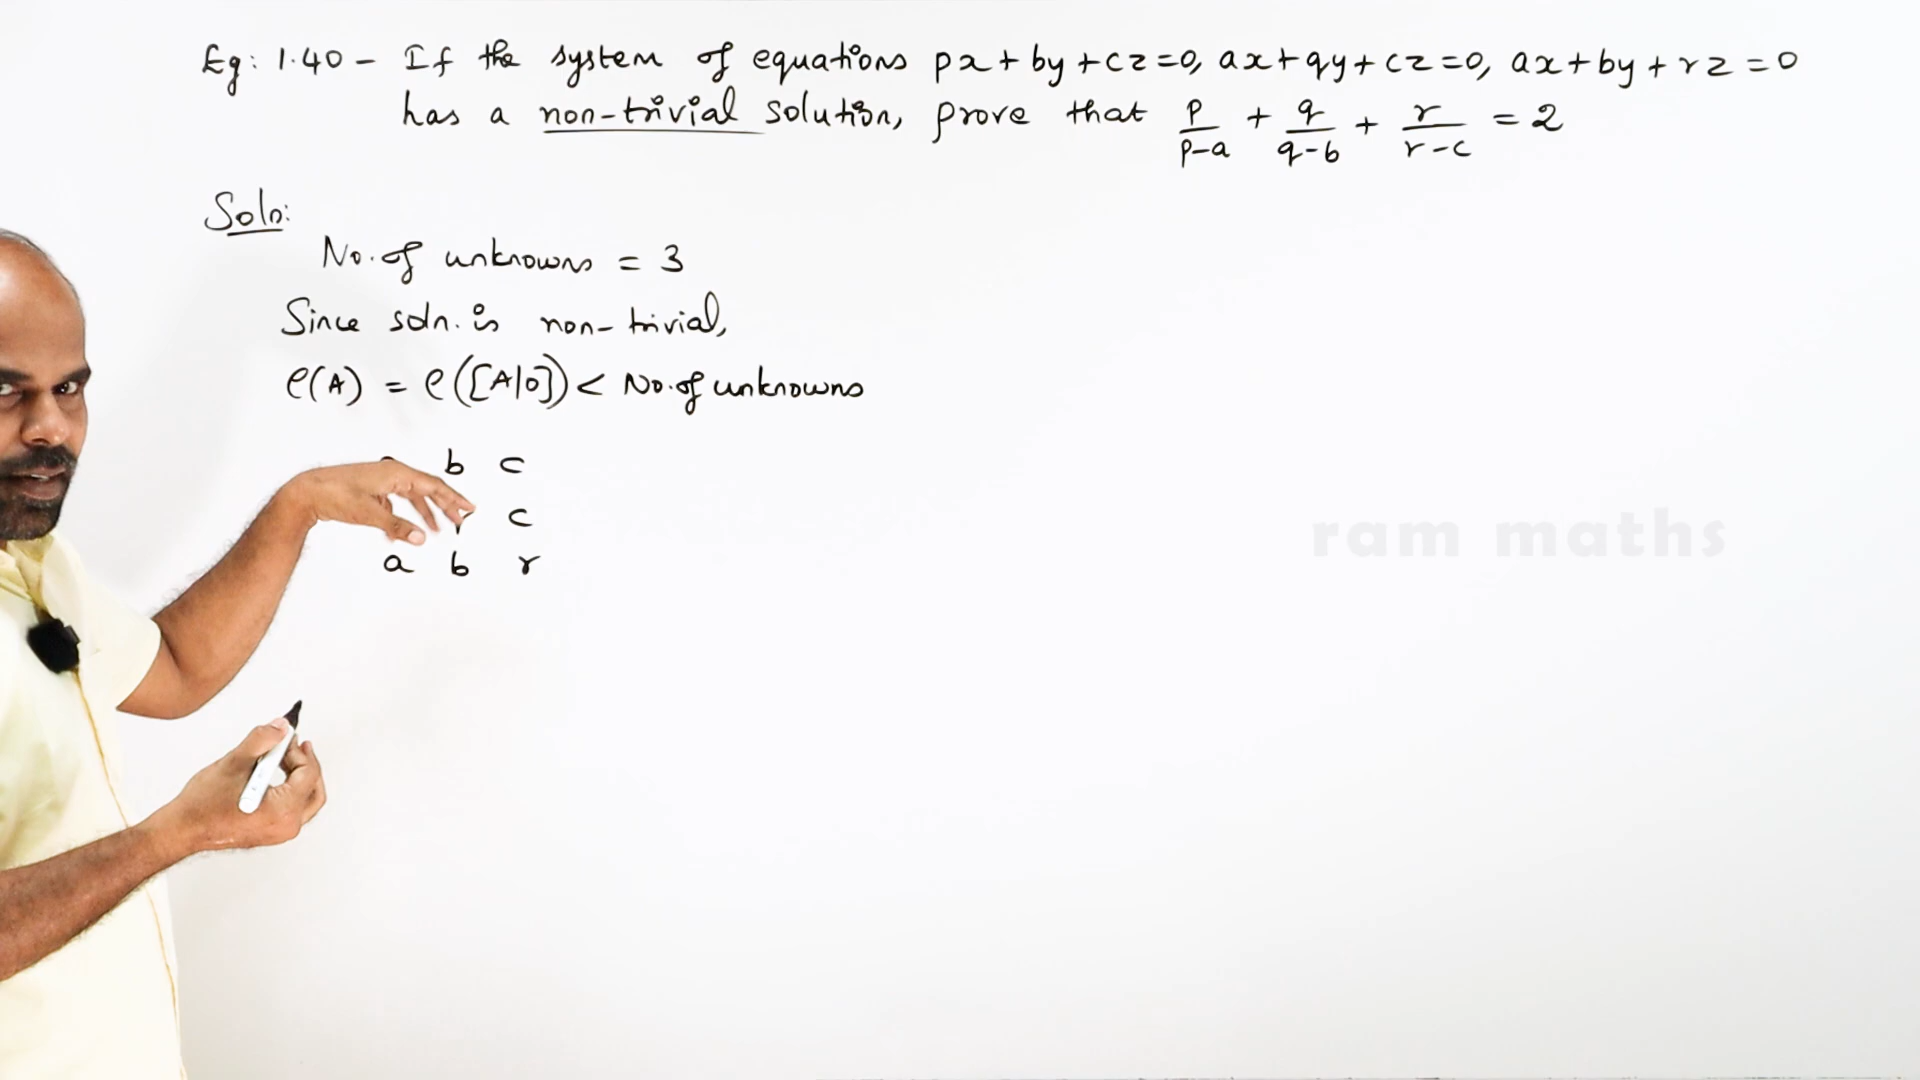 Eg: 1.40 - If the system of equations px+by+cz=0, ax+qy+cz=0, ax+by+rz=0
has a non-trivial solution, prove that p/p-a + q/q-b + r/r-c = 2
Soln:
No. of unknowns = 3
Since soln. is non-trivial,
ρ(A) = ρ([A|0]) < No. of unknowns
b c
c
a b r
ram maths